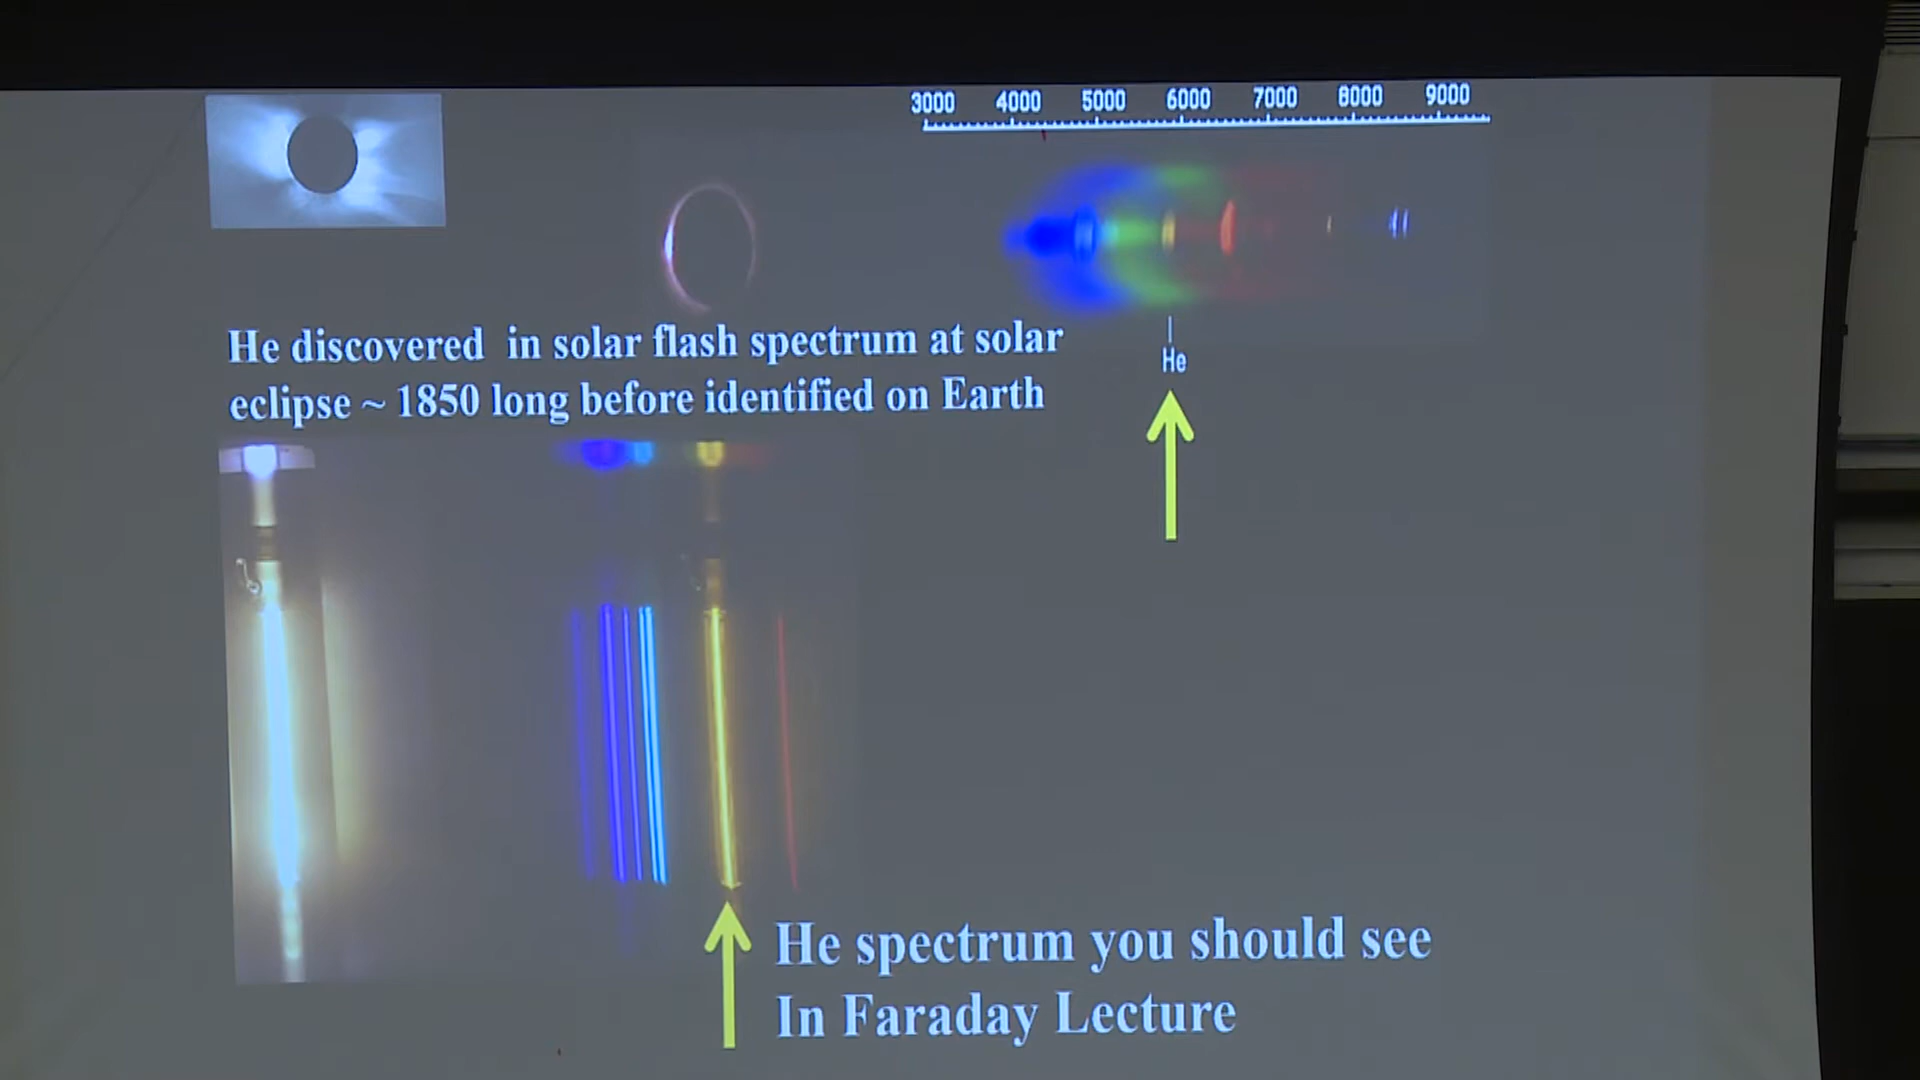 3000 4000 5000 6000 7000 8000 9000
He discovered in solar flash spectrum at solar
eclipse ~ 1850 long before identified on Earth
He
He spectrum you should see
In Faraday Lecture